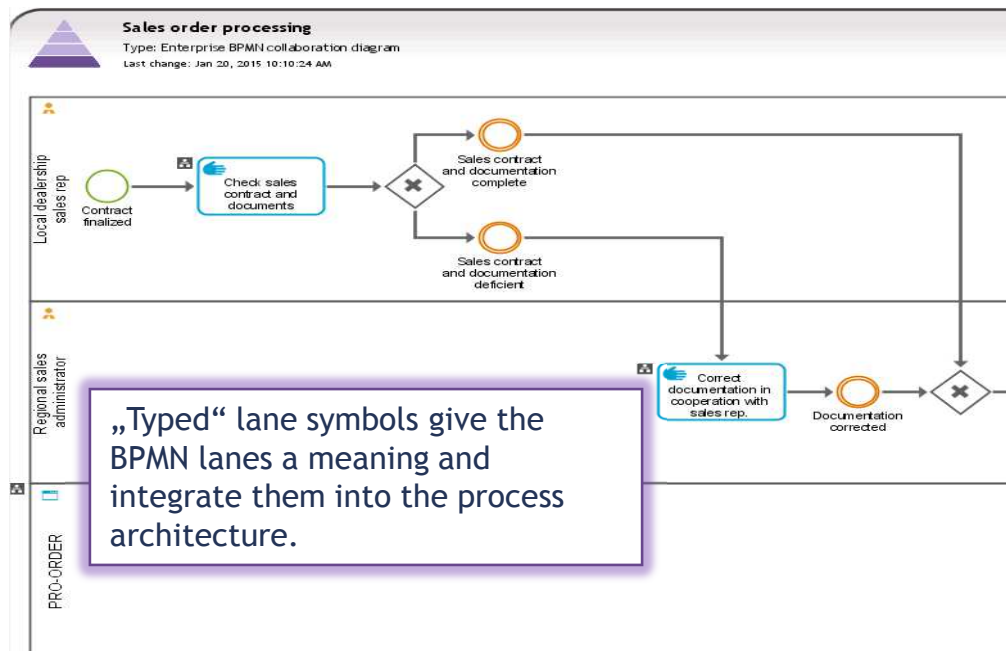 Sales order processing
Type: Enterprise BPMN collaboration diagram
Last change: Jan 20, 2015 10:10:24 AM
Local dealership
sales rep
Contract
finalized
Check sales
contract and
documents
Sales contract
and documentation
complete
Sales contract
and documentation
deficient
Regional sales
administrator
Correct
documentation in
cooperation with
sales rep.
Documentation
corrected
„Typed“ lane symbols give the
BPMN lanes a meaning and
integrate them into the process
architecture.
PRO-ORDER